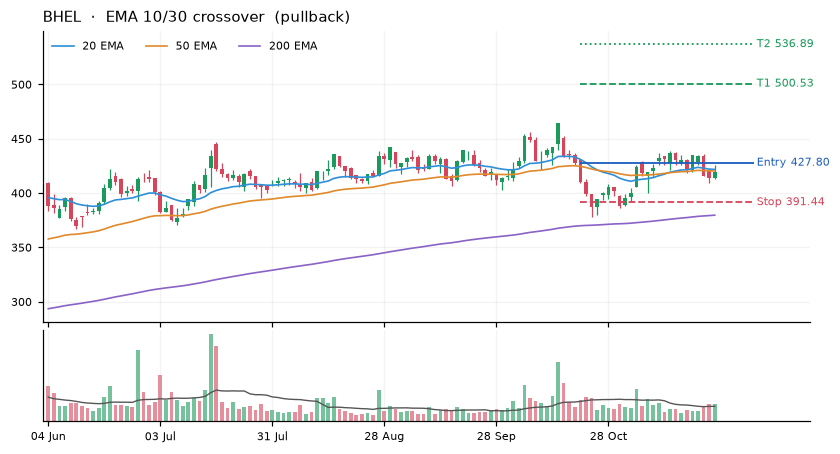 BHEL · EMA 10/30 crossover (pullback)
20 EMA 50 EMA 200 EMA
T2 536.89
T1 500.53
Entry 427.80
Stop 391.44
500
450
400
350
300
04 Jun 03 Jul 31 Jul 28 Aug 28 Sep 28 Oct